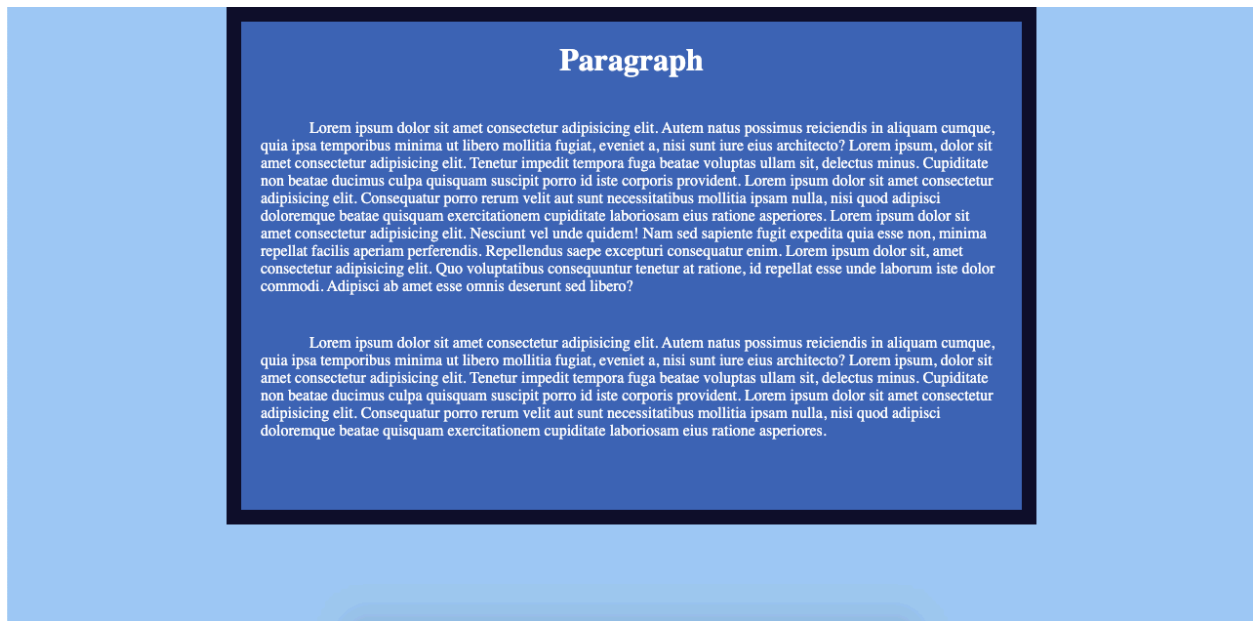 Paragraph
Lorem ipsum dolor sit amet consectetur adipisicing elit. Autem natus possimus reiciendis in aliquam cumque,
quia ipsa temporibus minima ut libero mollitia fugiat, eveniet a, nisi sunt iure eius architecto? Lorem ipsum, dolor sit
amet consectetur adipisicing elit. Tenetur impedit tempora fuga beatae voluptas ullam sit, delectus minus. Cupiditate
non beatae ducimus culpa quisquam suscipit porro id iste corporis provident. Lorem ipsum dolor sit amet consectetur
adipisicing elit. Consequatur porro rerum velit aut sunt necessitatibus mollitia ipsam nulla, nisi quod adipisci
doloremque beatae quisquam exercitationem cupiditate laboriosam eius ratione asperiores. Lorem ipsum dolor sit
amet consectetur adipisicing elit. Nesciunt vel unde quidem! Nam sed sapiente fugit expedita quia esse non, minima
repellat facilis aperiam perferendis. Repellendus saepe excepturi consequatur enim. Lorem ipsum dolor sit, amet
consectetur adipisicing elit. Quo voluptatibus consequuntur tenetur at ratione, id repellat esse unde laborum iste dolor
commodi. Adipisci ab amet esse omnis deserunt sed libero?
Lorem ipsum dolor sit amet consectetur adipisicing elit. Autem natus possimus reiciendis in aliquam cumque,
quia ipsa temporibus minima ut libero mollitia fugiat, eveniet a, nisi sunt iure eius architecto? Lorem ipsum, dolor sit
amet consectetur adipisicing elit. Tenetur impedit tempora fuga beatae voluptas ullam sit, delectus minus. Cupiditate
non beatae ducimus culpa quisquam suscipit porro id iste corporis provident. Lorem ipsum dolor sit amet consectetur
adipisicing elit. Consequatur porro rerum velit aut sunt necessitatibus mollitia ipsam nulla, nisi quod adipisci
doloremque beatae quisquam exercitationem cupiditate laboriosam eius ratione asperiores.